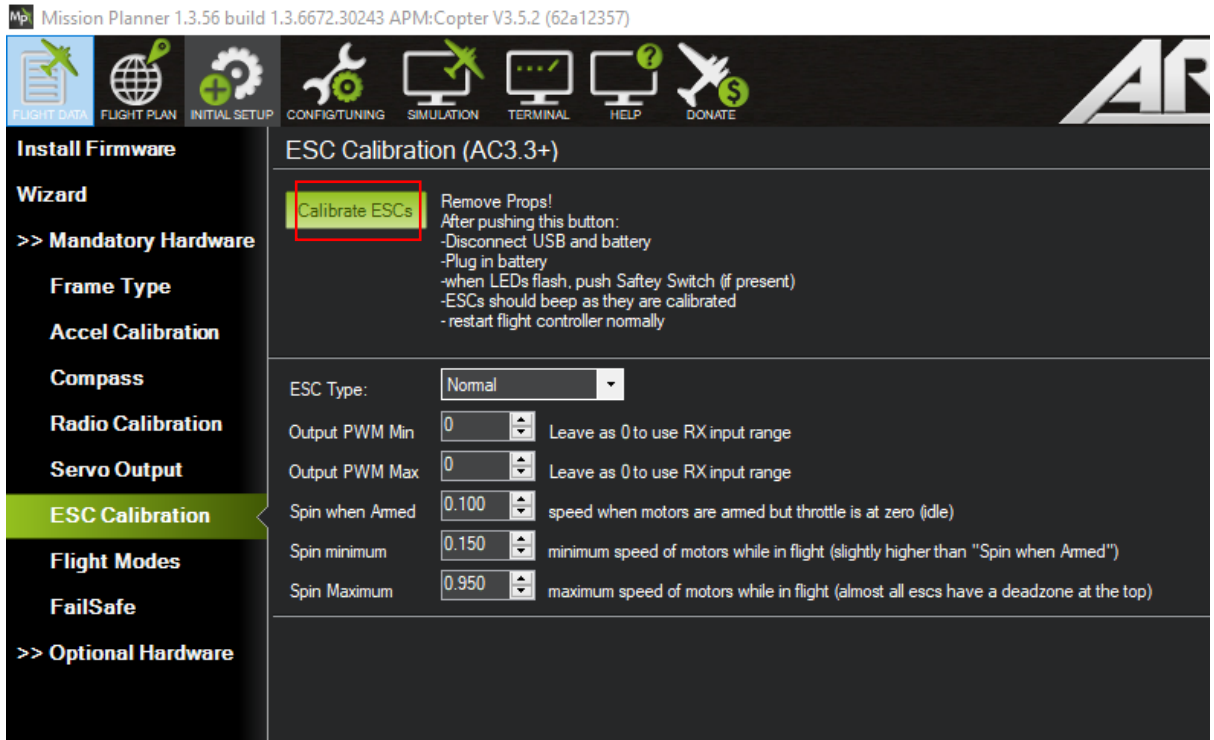 Mission Planner 1.3.56 build 1.3.6672.30243 APM:Copter V3.5.2 (62a12357)
FLIGHT DATA FLIGHT PLAN INITIAL SETUP CONFIG/TUNING SIMULATION TERMINAL HELP DONATE
AR
Install Firmware
Wizard
>> Mandatory Hardware
Frame Type
Accel Calibration
Compass
Radio Calibration
Servo Output
ESC Calibration
Flight Modes
FailSafe
>> Optional Hardware
ESC Calibration (AC3.3+)
Calibrate ESCs
Remove Props!
After pushing this button:
-Disconnect USB and battery
-Plug in battery
-when LEDs flash, push Saftey Switch (if present)
-ESCs should beep as they are calibrated
- restart flight controller normally
ESC Type: Normal
Output PWM Min 0 Leave as 0 to use RX input range
Output PWM Max 0 Leave as 0 to use RX input range
Spin when Armed 0.100 speed when motors are armed but throttle is at zero (idle)
Spin minimum 0.150 minimum speed of motors while in flight (slightly higher than "Spin when Armed")
Spin Maximum 0.950 maximum speed of motors while in flight (almost all escs have a deadzone at the top)